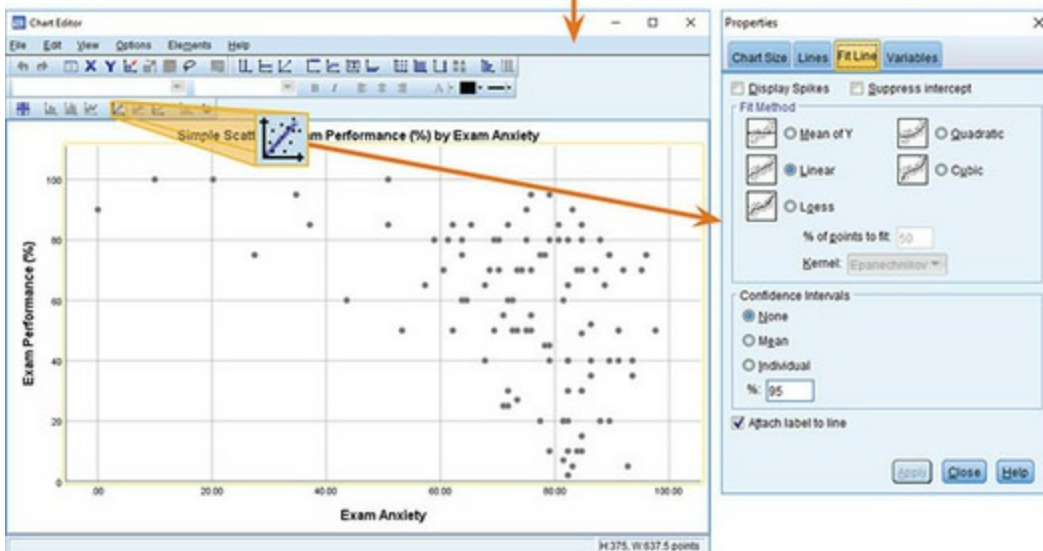 Chart Editor
File Edit View Options Elements Help
X Y
B I
A
Simple Scatt
m Performance (%) by Exam Anxiety
100
80
60
40
20
0
Exam Performance (%)
.00 20.00 40.00 60.00 80.00 100.00
Exam Anxiety
H:375, W:637.5 points
Properties
Chart Size Lines Fit Line Variables
Display Spikes Suppress intercept
Fit Method
Mean of Y Quadratic
Linear Cubic
Loess
% of points to fit: 50
Kernel: Epanechnikov
Confidence Intervals
None
Mean
Individual
%: 95
Attach label to line
Apply Close Help